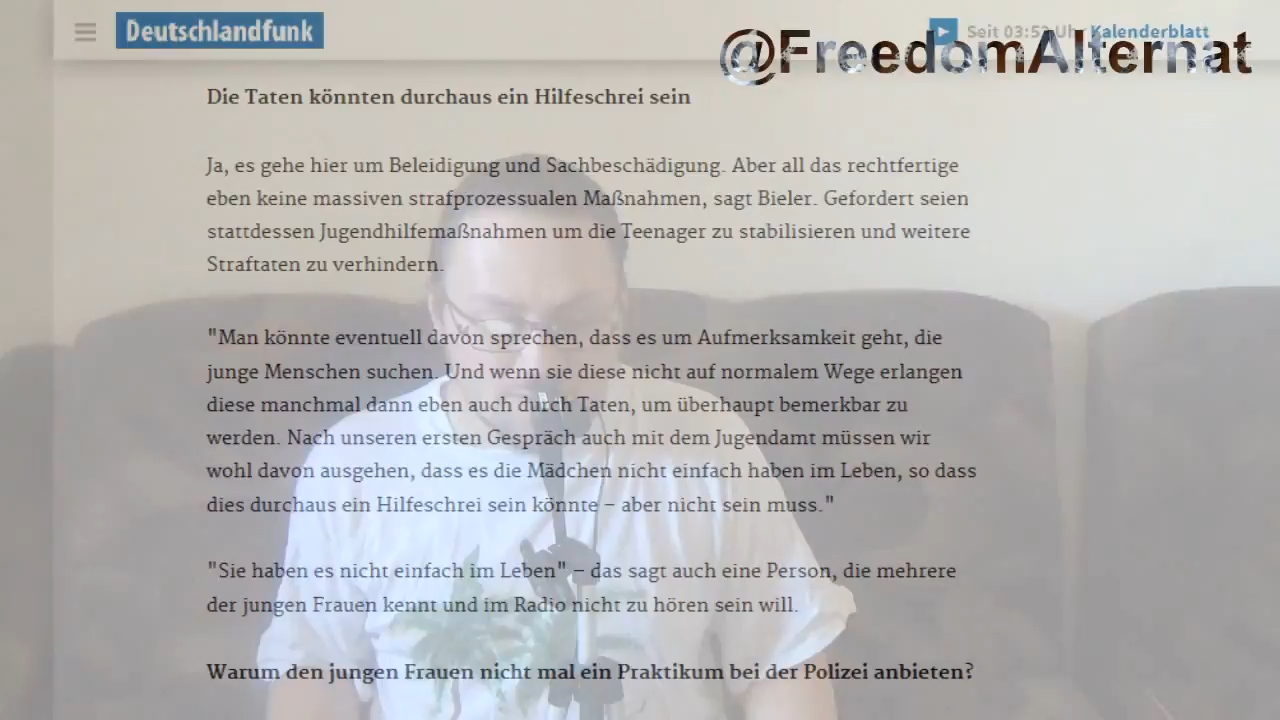 Deutschlandfunk
Seit 03:52 Uhr Kalenderblatt
@FreedomAlternat
Die Taten könnten durchaus ein Hilfeschrei sein
Ja, es gehe hier um Beleidigung und Sachbeschädigung. Aber all das rechtfertige
eben keine massiven strafprozessualen Maßnahmen, sagt Bieler. Gefordert seien
stattdessen Jugendhilfemaßnahmen um die Teenager zu stabilisieren und weitere
Straftaten zu verhindern.
"Man könnte eventuell davon sprechen, dass es um Aufmerksamkeit geht, die
junge Menschen suchen. Und wenn sie diese nicht auf normalem Wege erlangen
diese manchmal dann eben auch durch Taten, um überhaupt bemerkbar zu
werden. Nach unseren ersten Gespräch auch mit dem Jugendamt müssen wir
wohl davon ausgehen, dass es die Mädchen nicht einfach haben im Leben, so dass
dies durchaus ein Hilfeschrei sein könnte – aber nicht sein muss."
"Sie haben es nicht einfach im Leben" – das sagt auch eine Person, die mehrere
der jungen Frauen kennt und im Radio nicht zu hören sein will.
Warum den jungen Frauen nicht mal ein Praktikum bei der Polizei anbieten?